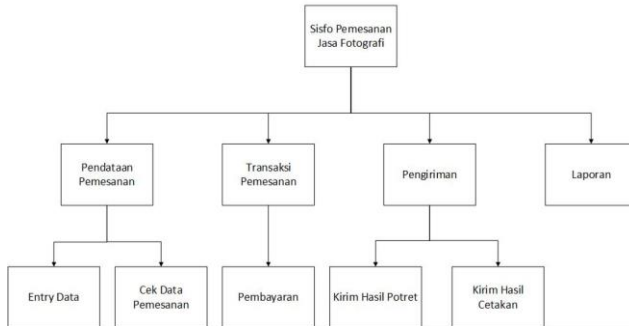 Sisfo Pemesanan
Jasa Fotografi
Pendataan
Pemesanan
Transaksi
Pemesanan
Pengiriman
Laporan
Entry Data
Cek Data
Pemesanan
Pembayaran
Kirim Hasil Potret
Kirim Hasil
Cetakan